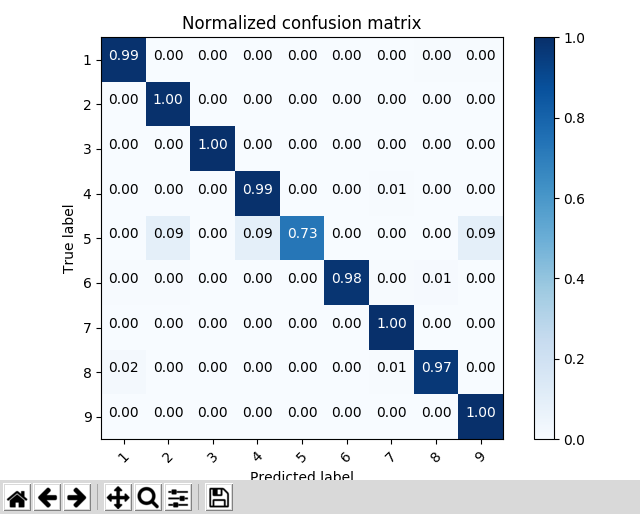 Normalized confusion matrix
1 0.99 0.00 0.00 0.00 0.00 0.00 0.00 0.00 0.00
2 0.00 1.00 0.00 0.00 0.00 0.00 0.00 0.00 0.00
3 0.00 0.00 1.00 0.00 0.00 0.00 0.00 0.00 0.00
4 0.00 0.00 0.00 0.99 0.00 0.00 0.01 0.00 0.00
5 0.00 0.09 0.00 0.09 0.73 0.00 0.00 0.00 0.09
6 0.00 0.00 0.00 0.00 0.00 0.98 0.00 0.01 0.00
7 0.00 0.00 0.00 0.00 0.00 0.00 1.00 0.00 0.00
8 0.02 0.00 0.00 0.00 0.00 0.00 0.01 0.97 0.00
9 0.00 0.00 0.00 0.00 0.00 0.00 0.00 0.00 1.00
1 2 3 4 5 6 7 8 9
True label
Predicted label
1.0
0.8
0.6
0.4
0.2
0.0